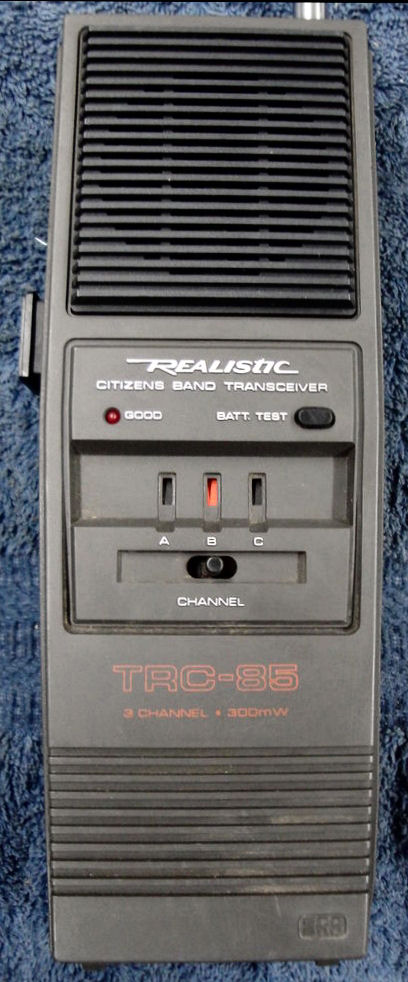 REALISTIC
CITIZENS BAND TRANSCEIVER
GOOD BATT. TEST
A B C
CHANNEL
TRC-85
3 CHANNEL • 300mW